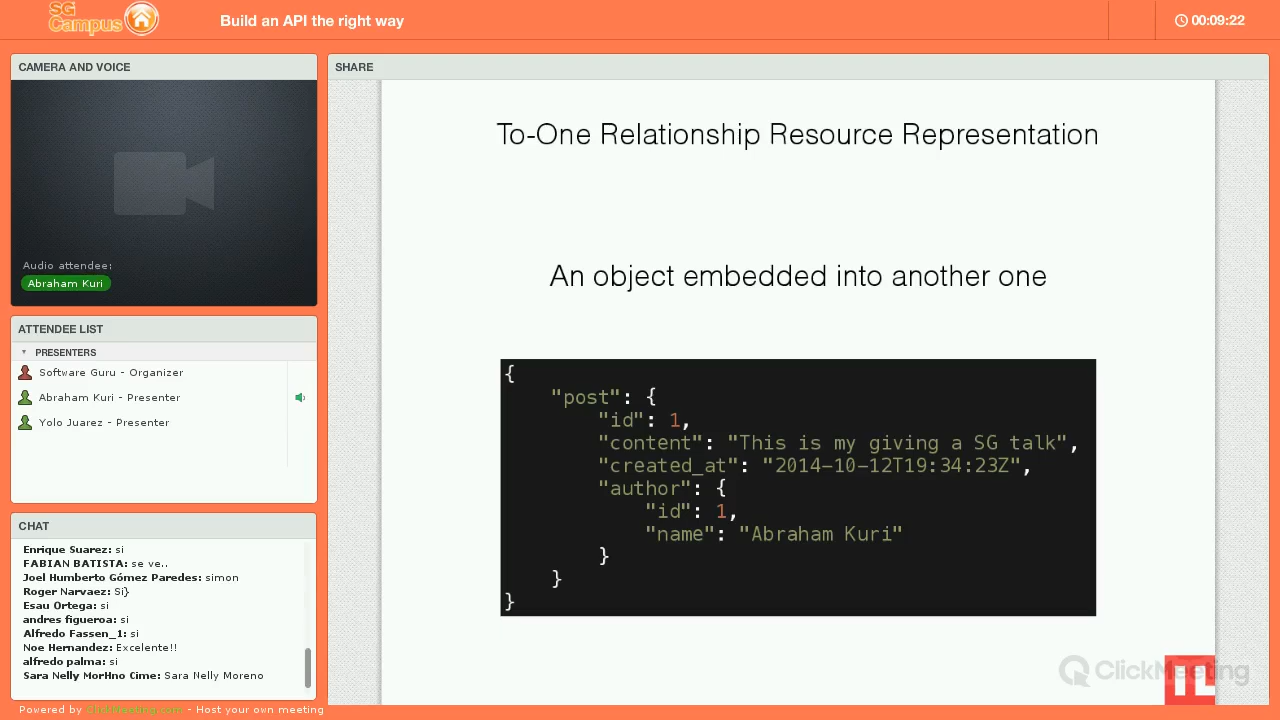 SG
Campus
Build an API the right way
00:09:22
CAMERA AND VOICE
Audio attendee:
Abraham Kuri
ATTENDEE LIST
PRESENTERS
Software Guru - Organizer
Abraham Kuri - Presenter
Yolo Juarez - Presenter
CHAT
Enrique Suarez: si
FABIAN BATISTA: se ve..
Joel Humberto Gómez Paredes: simon
Roger Narvaez: Si}
Esau Ortega: si
andres figueroa: si
Alfredo Fassen_1: si
Noe Hernandez: Excelente!!
alfredo palma: si
Sara Nelly MorHno Cime: Sara Nelly Moreno
Powered by ClickMeeting.com - Host your own meeting
SHARE
To-One Relationship Resource Representation
An object embedded into another one
{
"post": {
"id": 1,
"content": "This is my giving a SG talk",
"created_at": "2014-10-12T19:34:23Z",
"author": {
"id": 1,
"name": "Abraham Kuri"
}
}
}
ClickMeeting